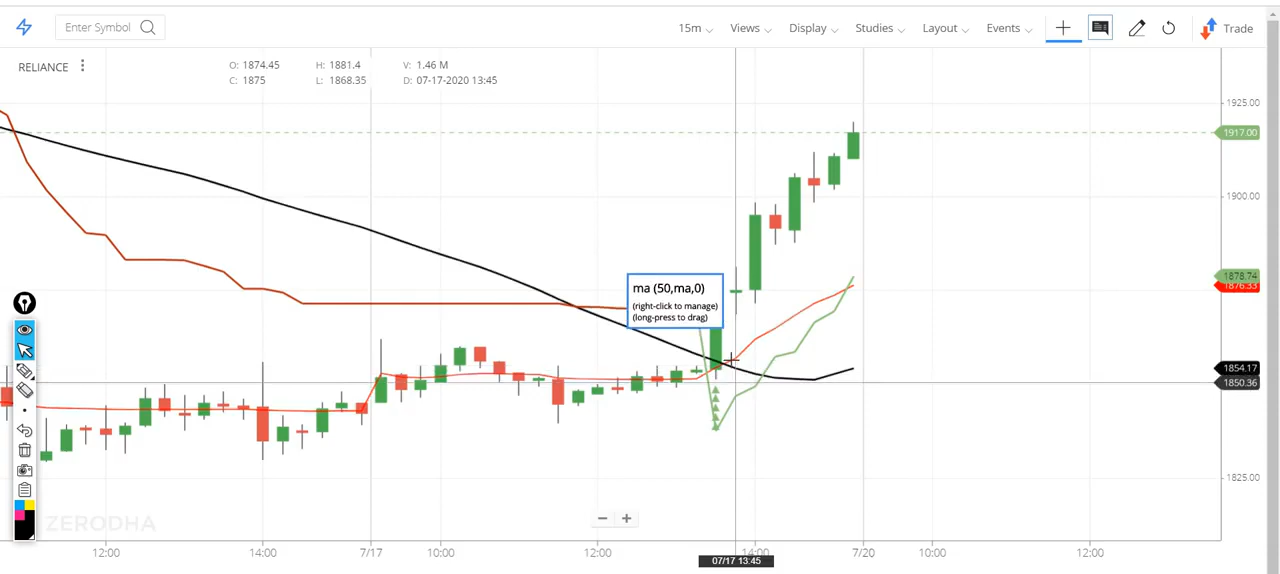 Enter Symbol
15m Views Display Studies Layout Events Trade
RELIANCE O: 1874.45 H: 1881.4 V: 1.46 M
C: 1875 L: 1868.35 D: 07-17-2020 13:45
1925.00
1917.00
1900.00
ma (50,ma,0)
(right-click to manage)
(long-press to drag)
1878.74
1876.33
1854.17
1850.36
1825.00
ZERODHA
12:00 14:00 7/17 10:00 12:00 14:00 7/20 10:00 12:00
07/17 13:45